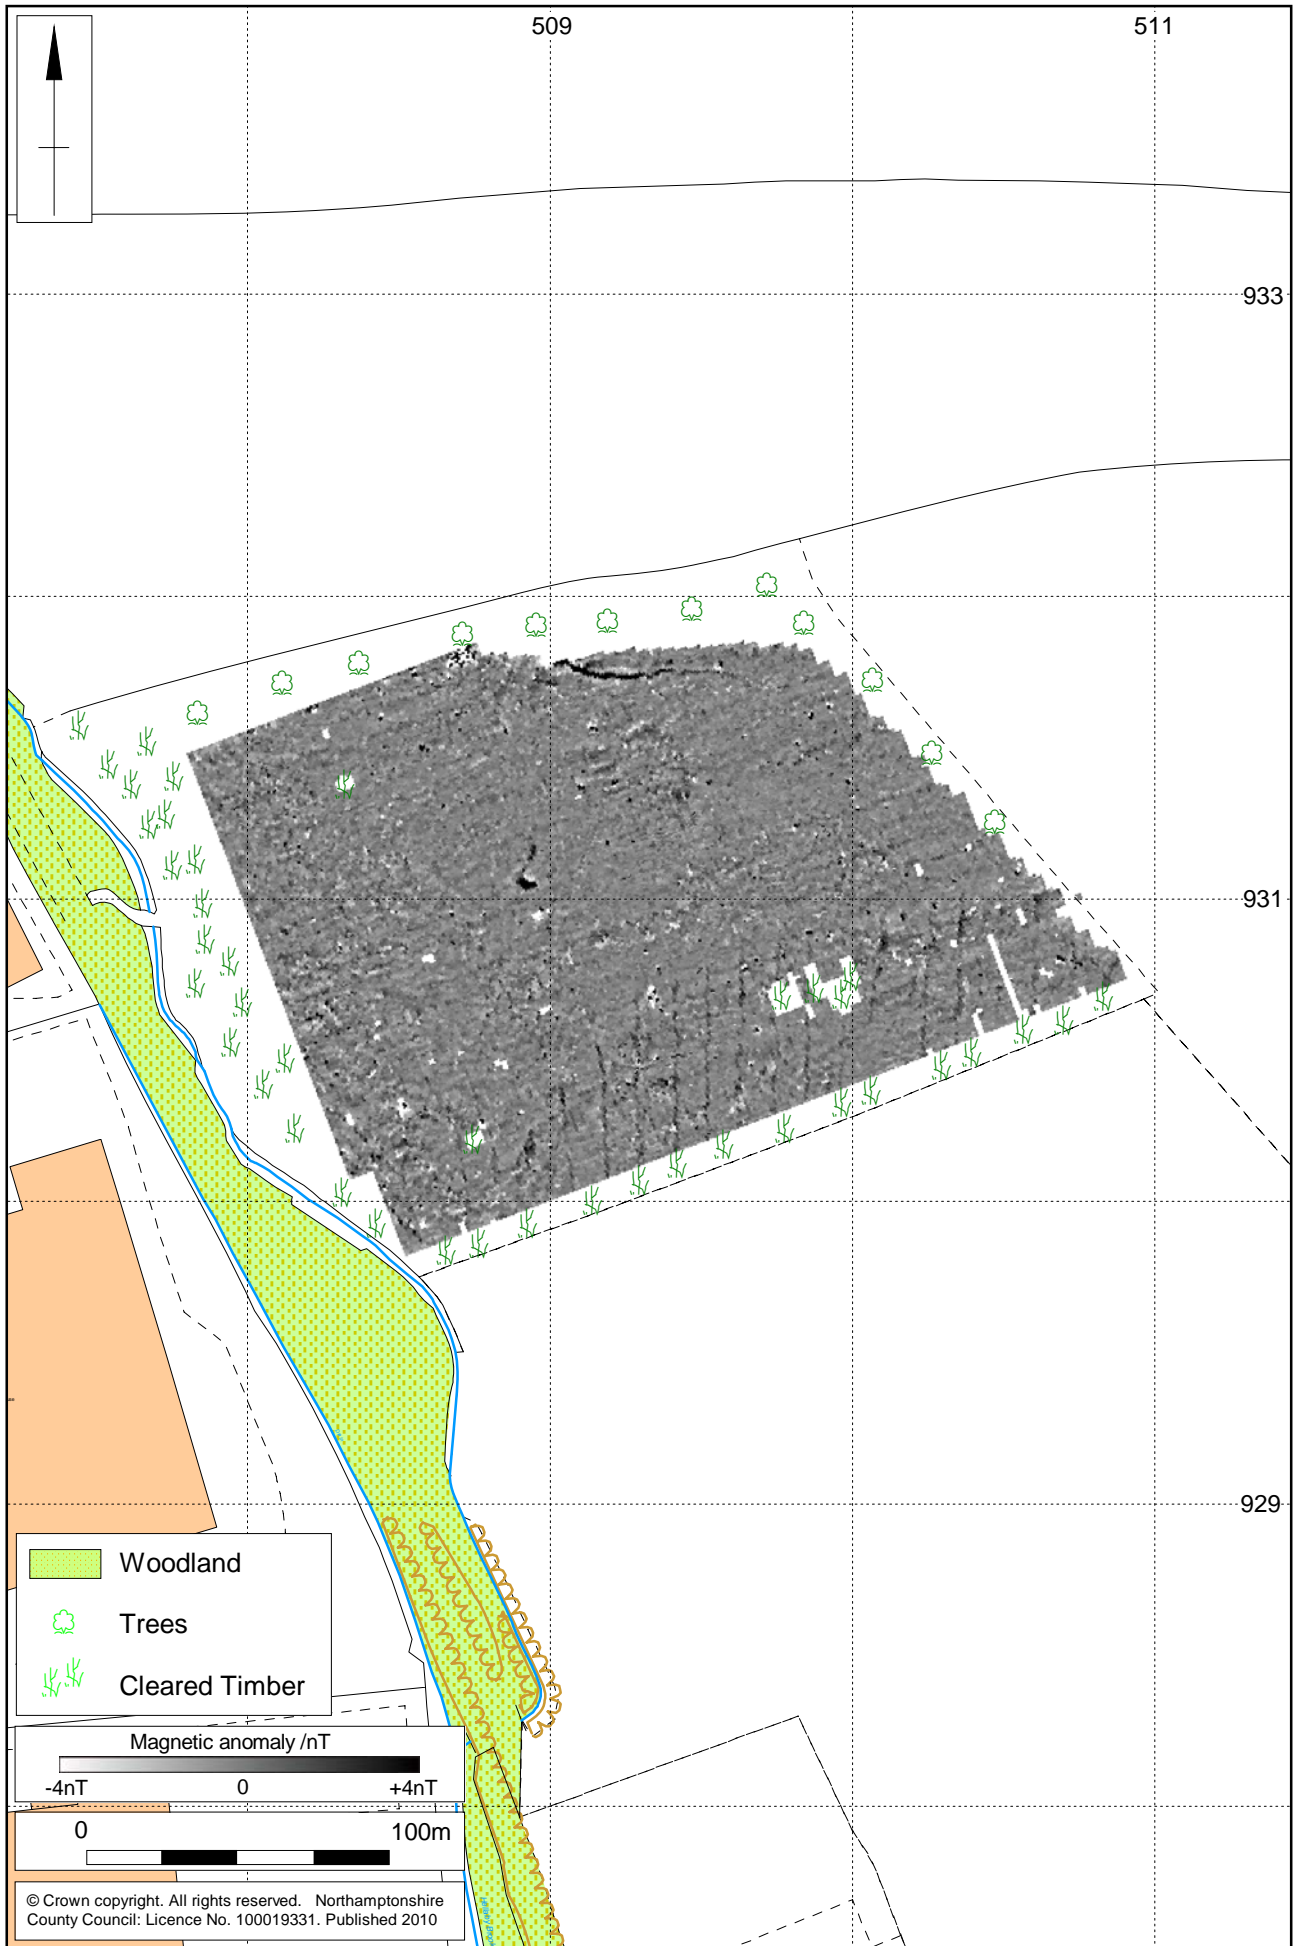 509
511
933
931
929
Woodland
Trees
Cleared Timber
Magnetic anomaly /nT
-4nT 0 +4nT
0 100m
© Crown copyright. All rights reserved. Northamptonshire
County Council: Licence No. 100019331. Published 2010